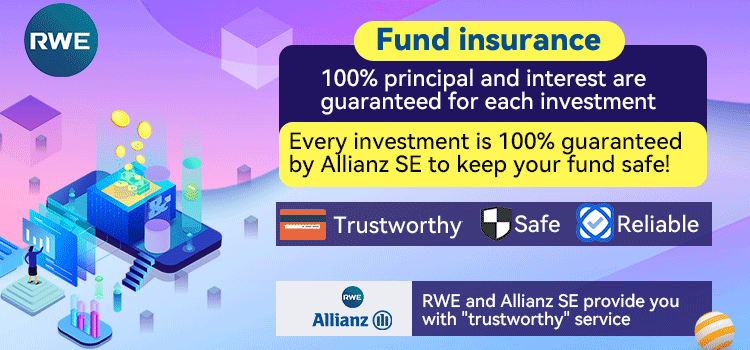 RWE
Fund insurance
100% principal and interest are
guaranteed for each investment
Every investment is 100% guaranteed
by Allianz SE to keep your fund safe!
Trustworthy Safe Reliable
RWE
Allianz
RWE and Allianz SE provide you
with "trustworthy" service